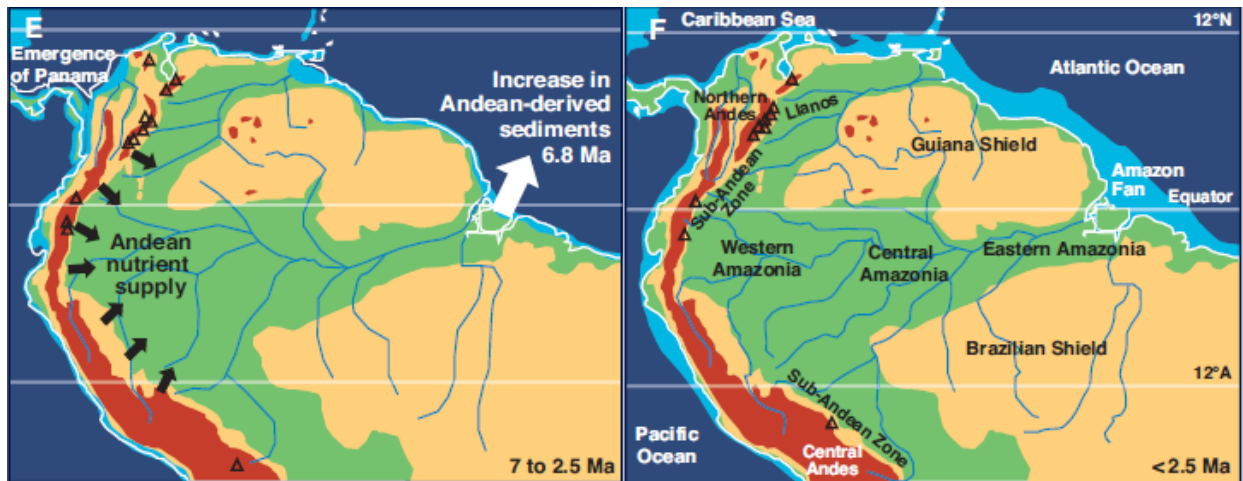 E
Emergence
of Panama
Increase in
Andean-derived
sediments
6.8 Ma
Andean
nutrient
supply
7 to 2.5 Ma
F
Caribbean Sea
12°N
Atlantic Ocean
Northern
Andes
Llanos
Guiana Shield
Amazon
Fan
Equator
Sub-Andean
Zone
Western
Amazonia
Central
Amazonia
Eastern Amazonia
Brazilian Shield
12°A
Sub-Andean Zone
Pacific
Ocean
Central
Andes
<2.5 Ma